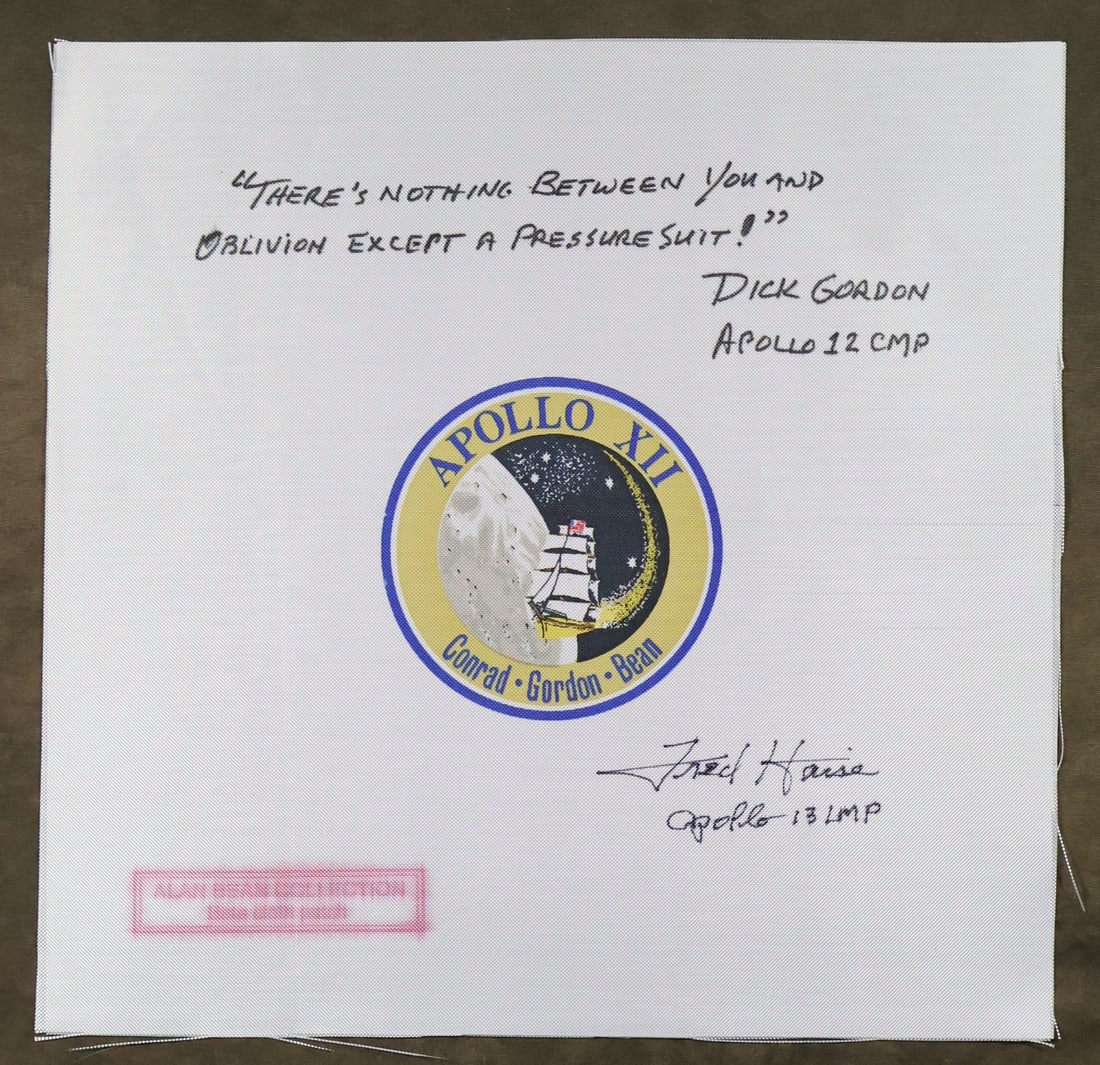 "THERE'S NOTHING BETWEEN YOU AND
OBLIVION EXCEPT A PRESSURE SUIT!"
DICK GORDON
APOLLO 12 CMP
APOLLO XII
Conrad • Gordon • Bean
Fred Haise
Apollo 13 LMP
ALAN BEAN COLLECTION
Beta cloth patch